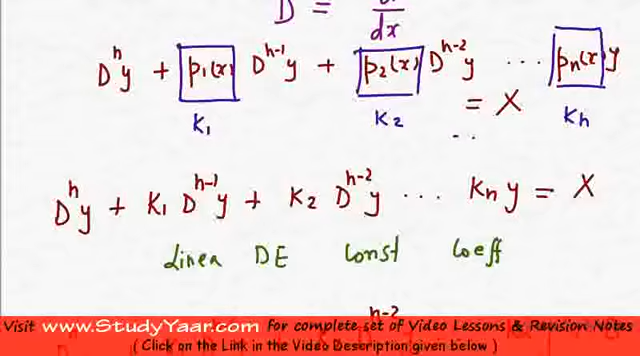 D = d/dx
Dⁿy + p₁(x) Dⁿ⁻¹y + p₂(x) Dⁿ⁻²y ... pₙ(x) y
= X
K₁ K₂ Kₙ
Dⁿy + K₁ Dⁿ⁻¹y + K₂ Dⁿ⁻²y ... Kₙ y = X
Linea DE Const Coeff
n-2
Visit www.StudyYaar.com For complete set of Video Lessons & Revision Notes
( Click on the Link in the Video Description given below )